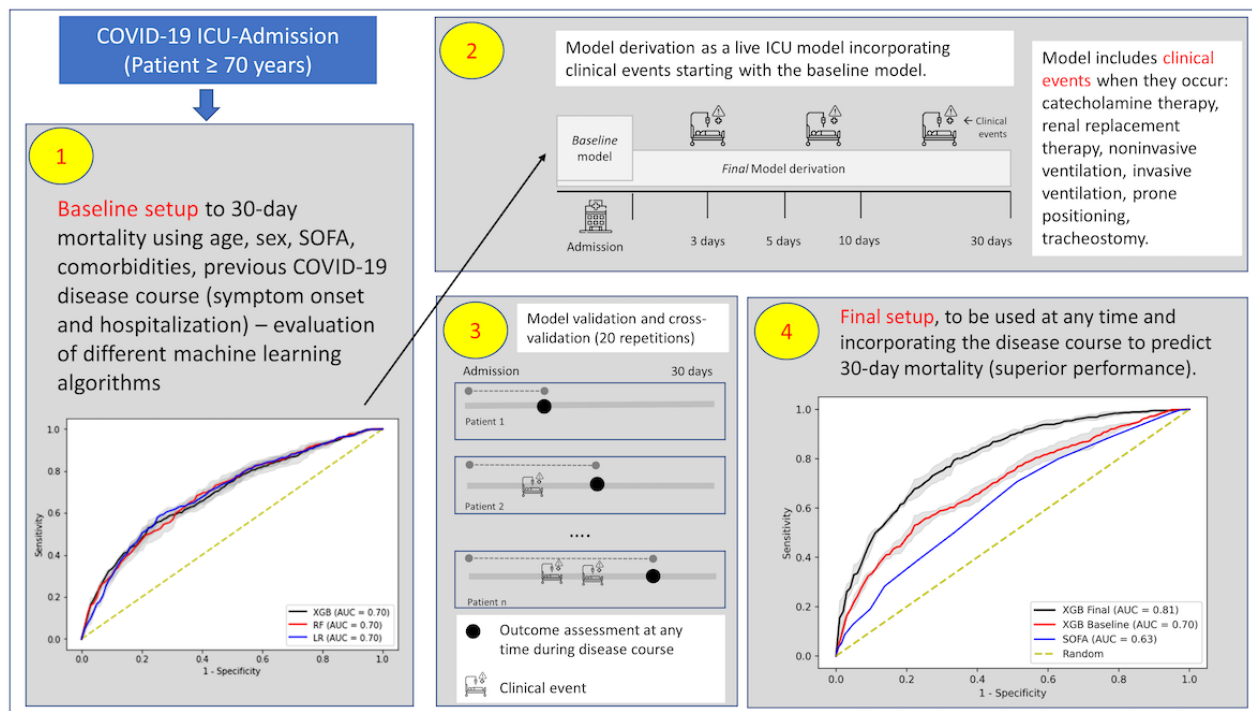 COVID-19 ICU-Admission
(Patient ≥ 70 years)
1
Baseline setup to 30-day
mortality using age, sex, SOFA,
comorbidities, previous COVID-19
disease course (symptom onset
and hospitalization) – evaluation
of different machine learning
algorithms
1.0
0.8
0.6
0.4
0.2
0.0
Sensitivity
XGB (AUC = 0.70)
RF (AUC = 0.70)
LR (AUC = 0.70)
0.0 0.2 0.4 0.6 0.8 1.0
1 - Specificity
2
Model derivation as a live ICU model incorporating
clinical events starting with the baseline model.
Baseline
model
← Clinical
events
Final Model derivation
Admission
3 days 5 days 10 days 30 days
Model includes clinical
events when they occur:
catecholamine therapy,
renal replacement
therapy, noninvasive
ventilation, invasive
ventilation, prone
positioning,
tracheostomy.
3
Model validation and cross-
validation (20 repetitions)
Admission 30 days
Patient 1
Patient 2
....
Patient n
Outcome assessment at any
time during disease course
Clinical event
4
Final setup, to be used at any time and
incorporating the disease course to predict
30-day mortality (superior performance).
1.0
0.8
0.6
0.4
0.2
0.0
Sensitivity
XGB Final (AUC = 0.81)
XGB Baseline (AUC = 0.70)
SOFA (AUC = 0.63)
Random
0.0 0.2 0.4 0.6 0.8 1.0
1 - Specificity